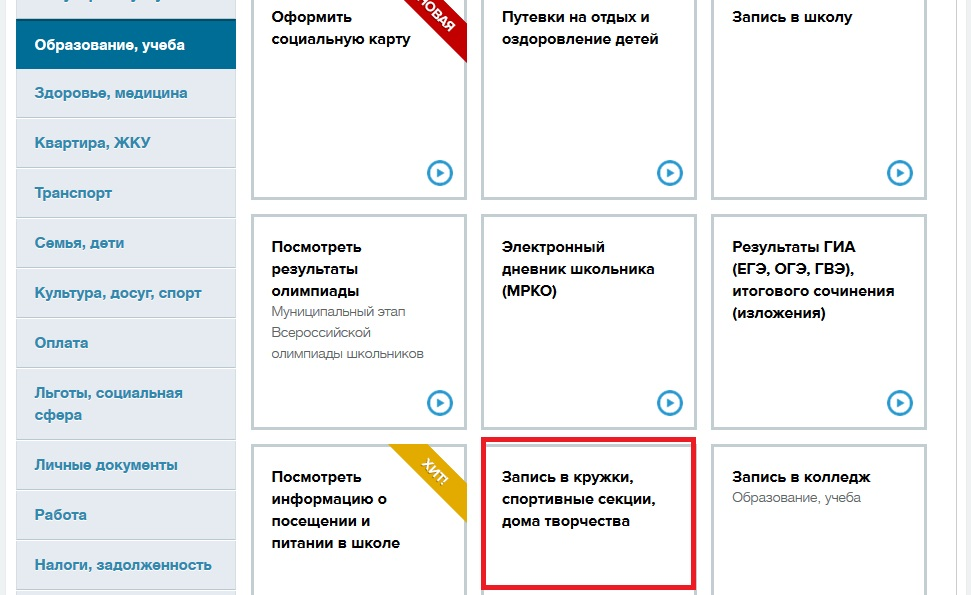 Образование, учеба
Здоровье, медицина
Квартира, ЖКУ
Транспорт
Семья, дети
Культура, досуг, спорт
Оплата
Льготы, социальная
сфера
Личные документы
Работа
Налоги, задолженность
Оформить
социальную карту
НОВАЯ
Путевки на отдых и
оздоровление детей
Запись в школу
Посмотреть
результаты
олимпиады
Муниципальный этап
Всероссийской
олимпиады школьников
Электронный
дневник школьника
(МРКО)
Результаты ГИА
(ЕГЭ, ОГЭ, ГВЭ),
итогового сочинения
(изложения)
Посмотреть
информацию о
посещении и
питании в школе
ХИТ!
Запись в кружки,
спортивные секции,
дома творчества
Запись в колледж
Образование, учеба